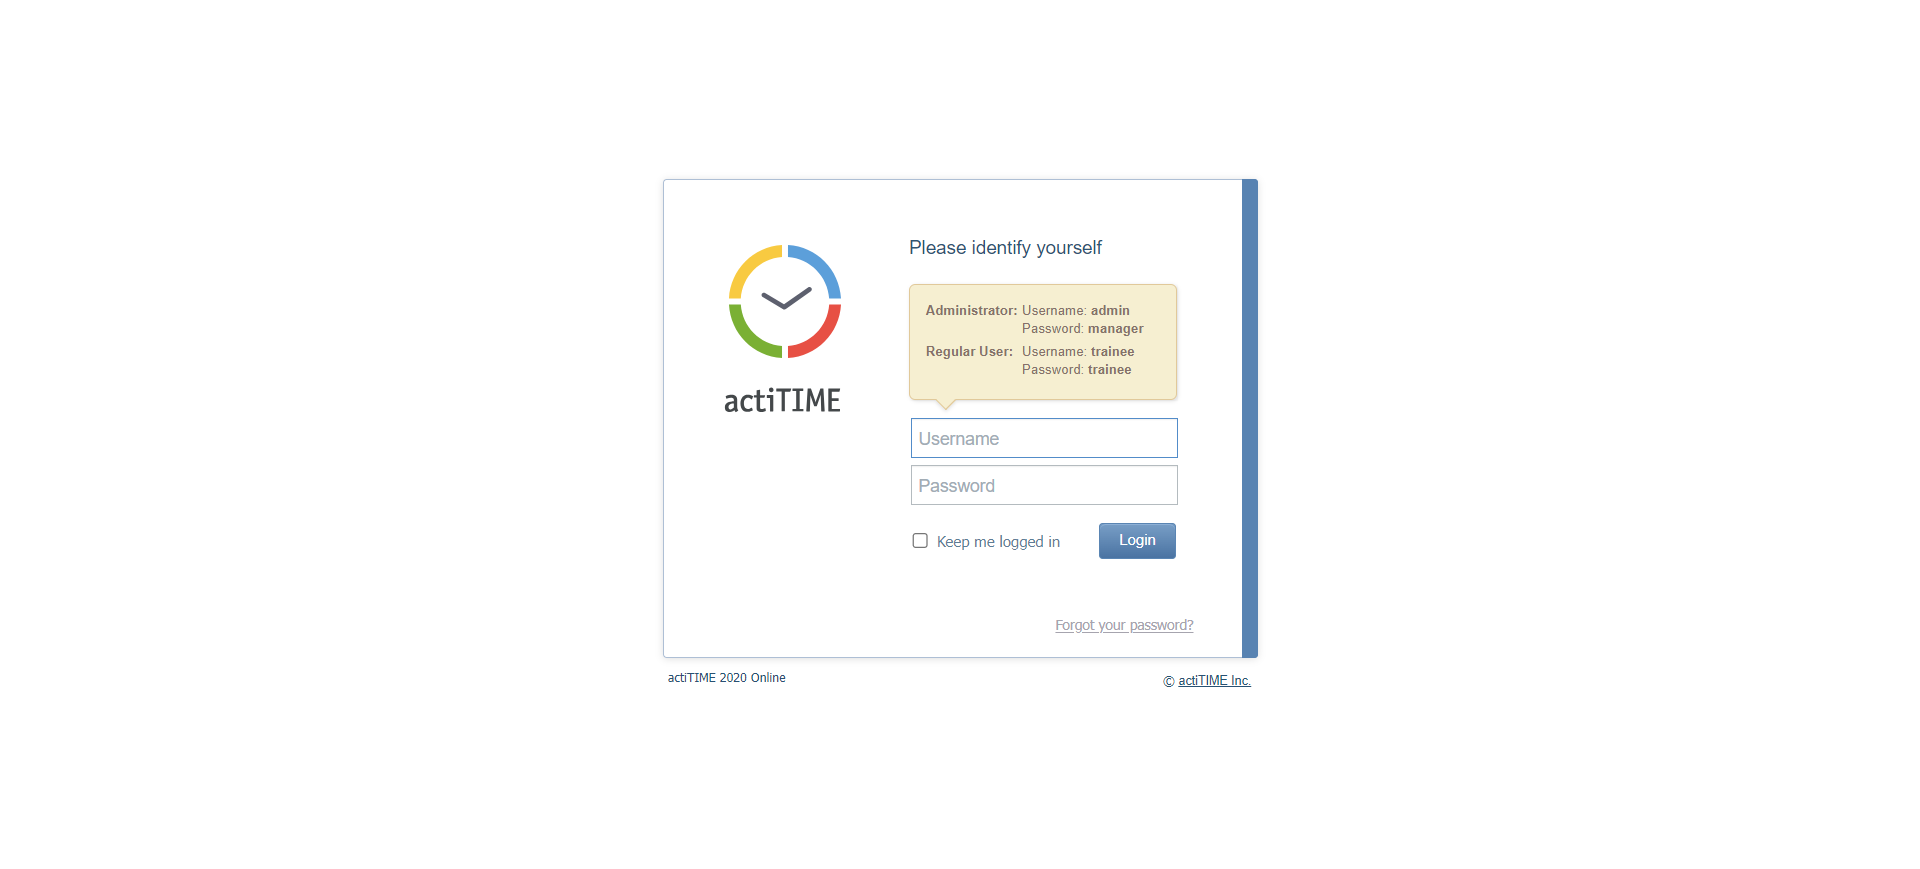 actiTIME
Please identify yourself
Administrator: Username: admin
Password: manager
Regular User: Username: trainee
Password: trainee
Username
Password
Keep me logged in
Login
Forgot your password?
actiTIME 2020 Online
© actiTIME Inc.